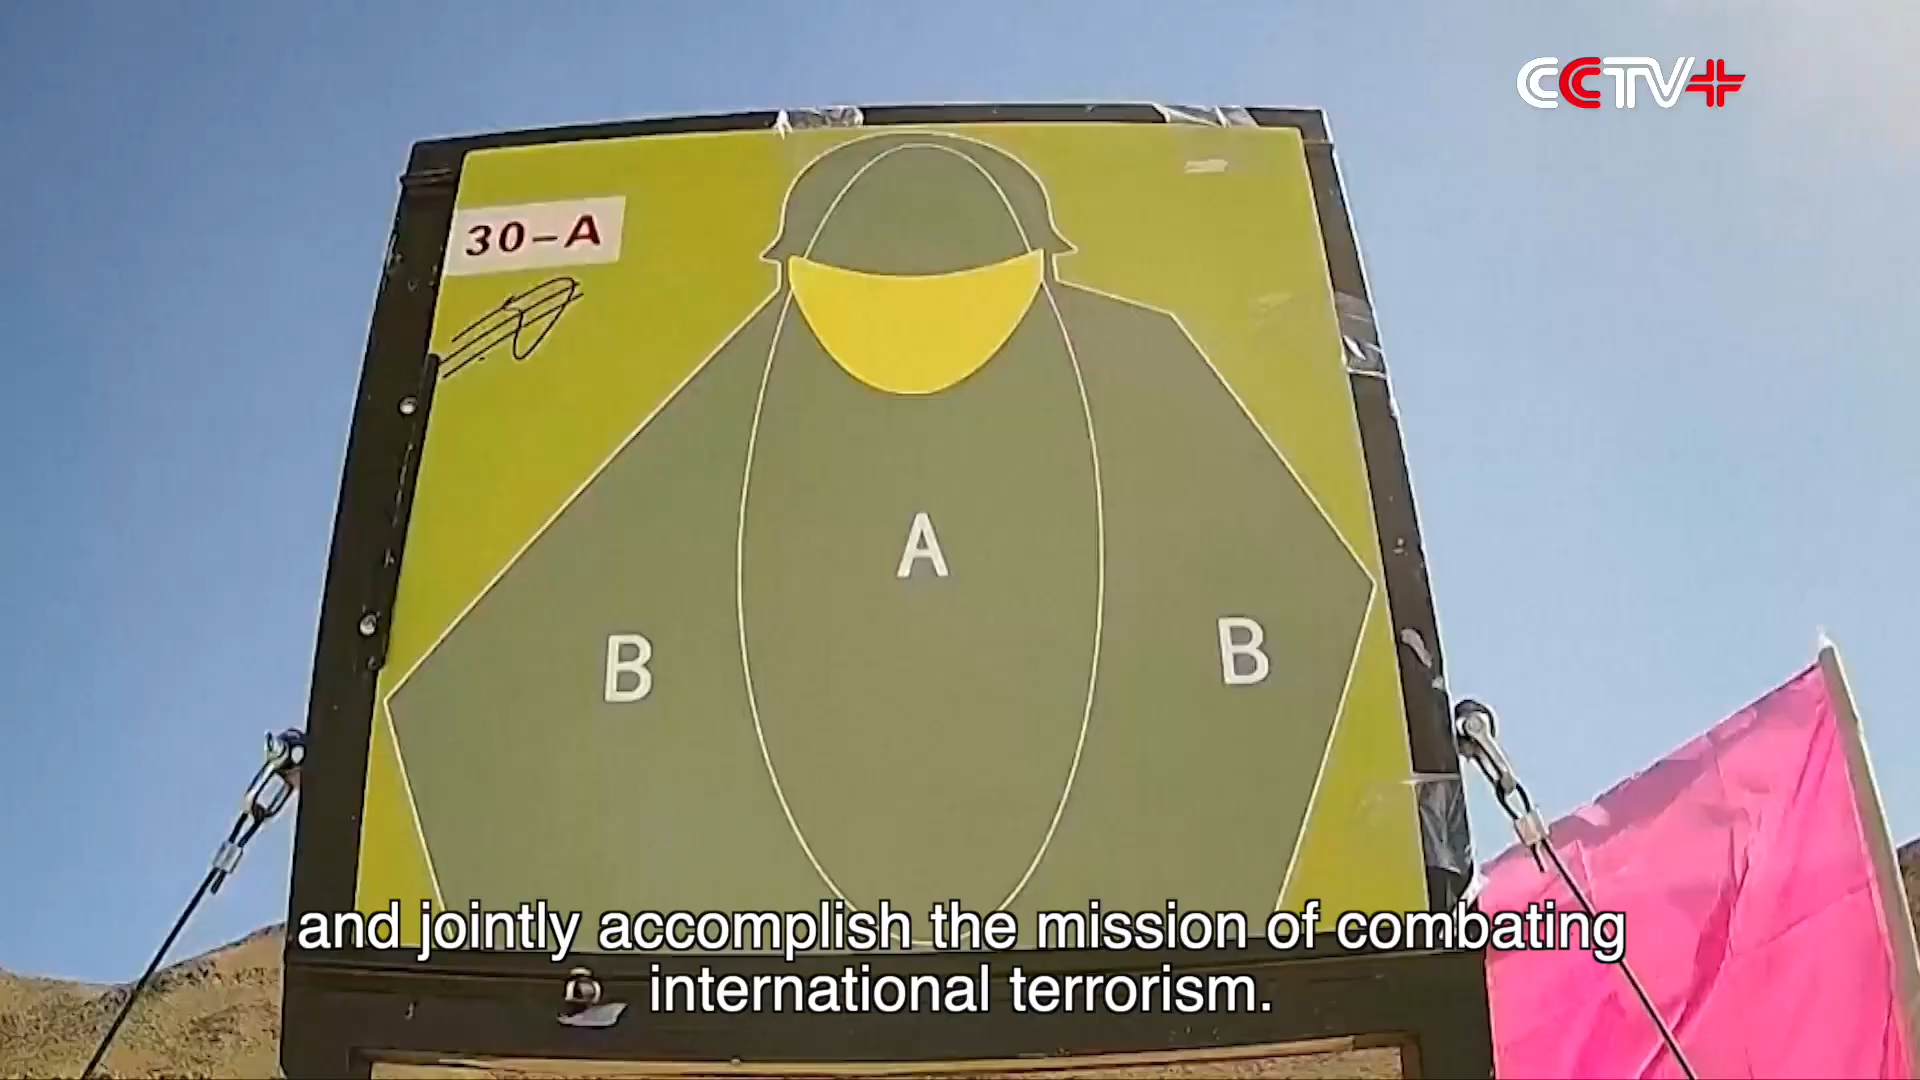 CCTV+
30-A
A
B
B
and jointly accomplish the mission of combating
international terrorism.